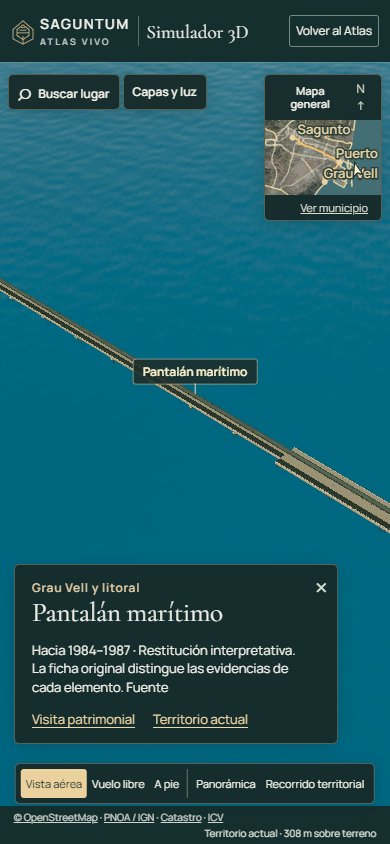 SAGUNTUM
ATLAS VIVO
Simulador 3D
Volver al Atlas
Buscar lugar
Capas y luz
Mapa
general
N
↑
Sagunto
Puerto
Grau Vell
Ver municipio
Pantalán marítimo
Grau Vell y litoral
×
Pantalán marítimo
Hacia 1984–1987 · Restitución interpretativa.
La ficha original distingue las evidencias de
cada elemento. Fuente
Visita patrimonial Territorio actual
Vista aérea Vuelo libre A pie Panorámica Recorrido territorial
© OpenStreetMap · PNOA / IGN · Catastro · ICV
Territorio actual · 308 m sobre terreno